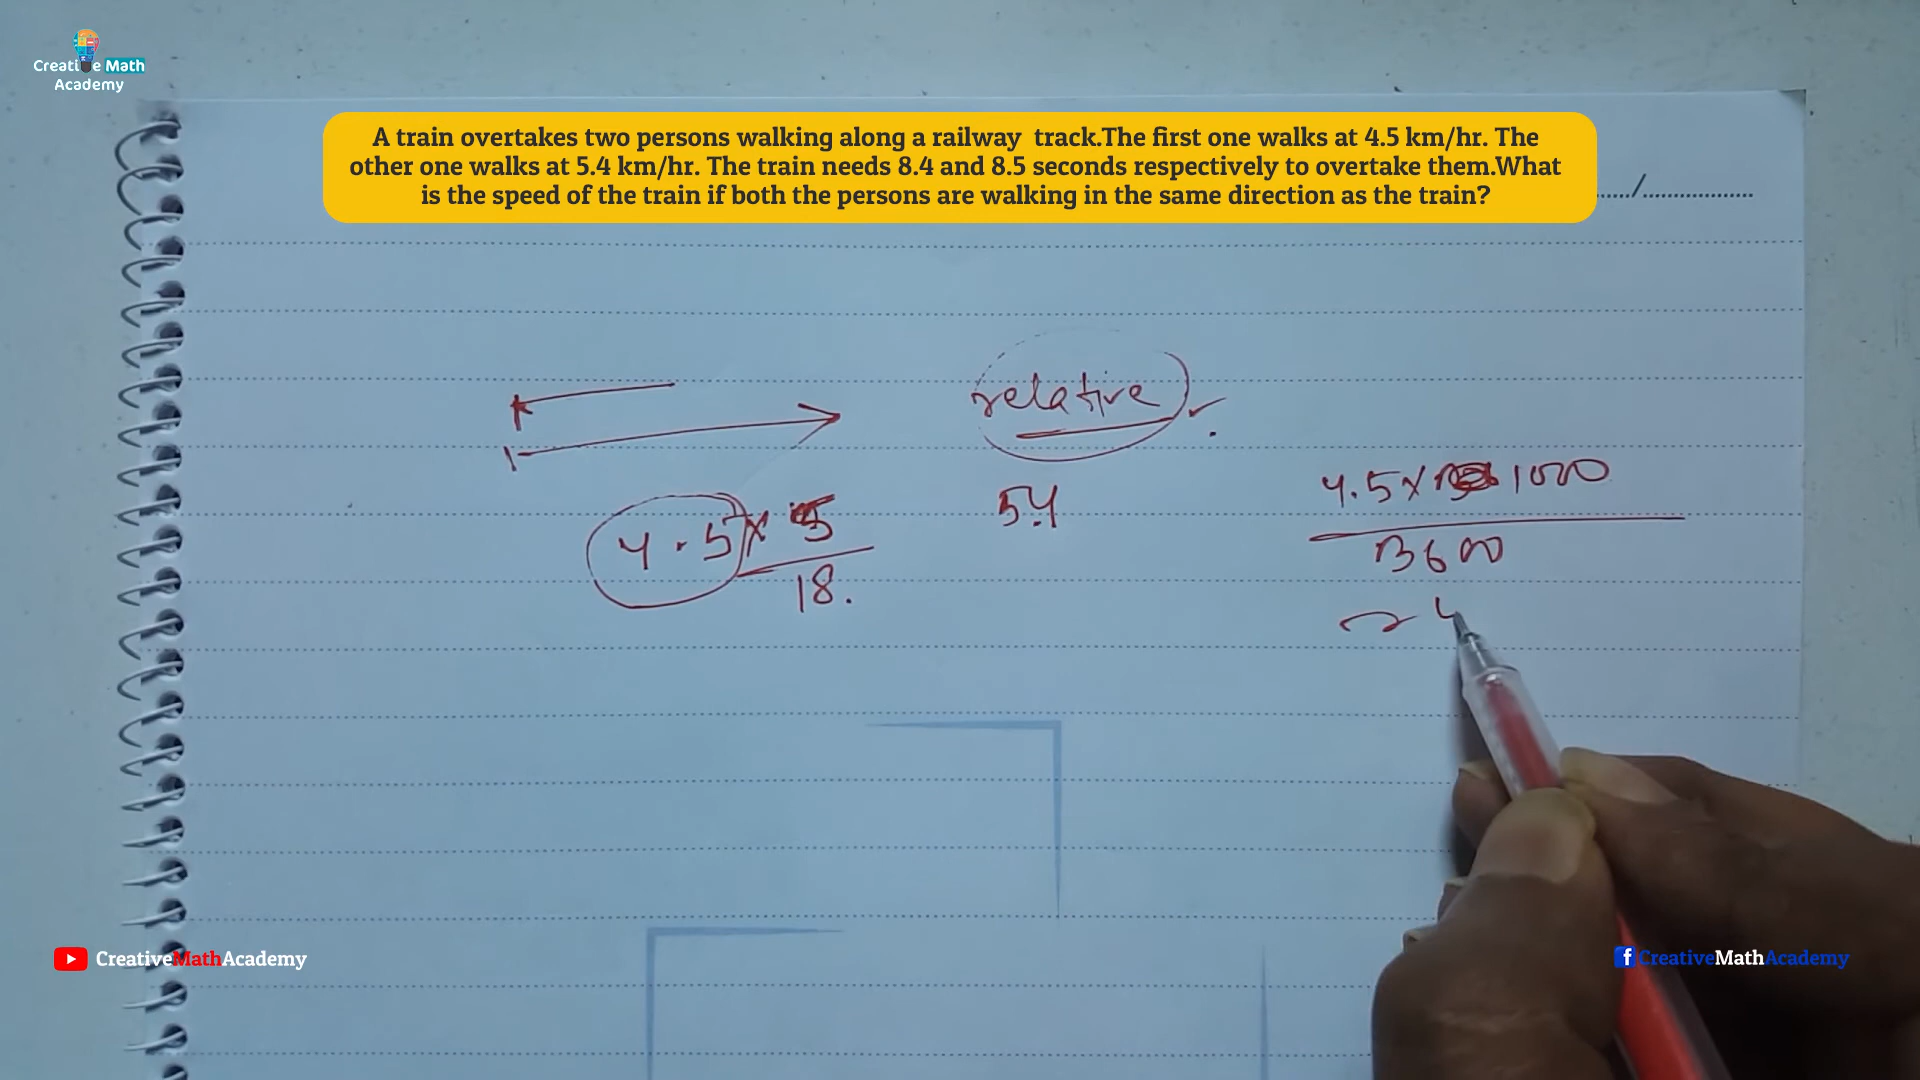 Creative Math
Academy
A train overtakes two persons walking along a railway track.The first one walks at 4.5 km/hr. The
other one walks at 5.4 km/hr. The train needs 8.4 and 8.5 seconds respectively to overtake them.What
is the speed of the train if both the persons are walking in the same direction as the train?
relative
4.5 × 5
18.
5.4
4.5 × 1000
3600
CreativeMathAcademy
CreativeMathAcademy